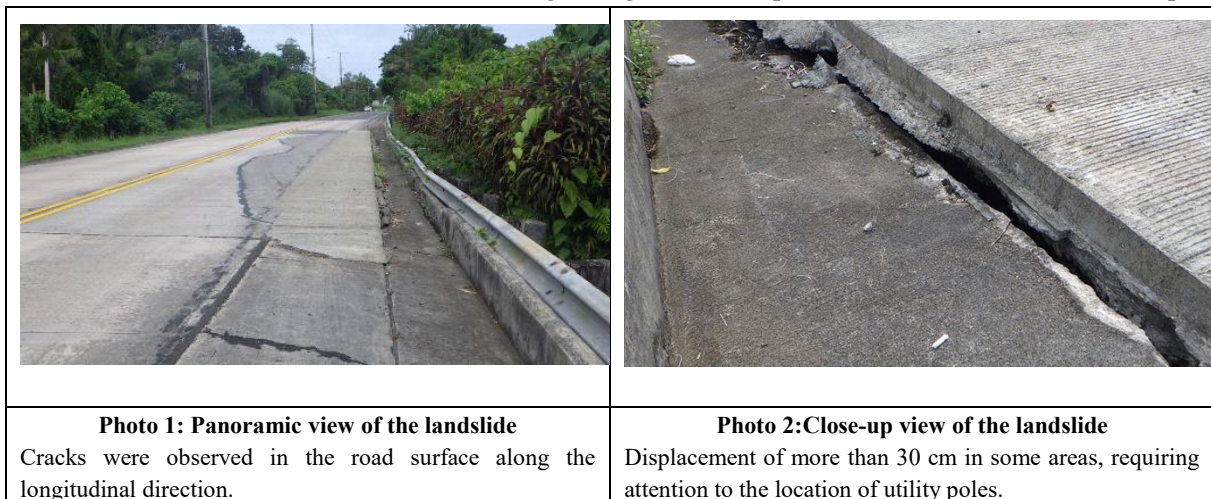 Photo 1: Panoramic view of the landslide
Cracks were observed in the road surface along the
longitudinal direction.
Photo 2:Close-up view of the landslide
Displacement of more than 30 cm in some areas, requiring
attention to the location of utility poles.